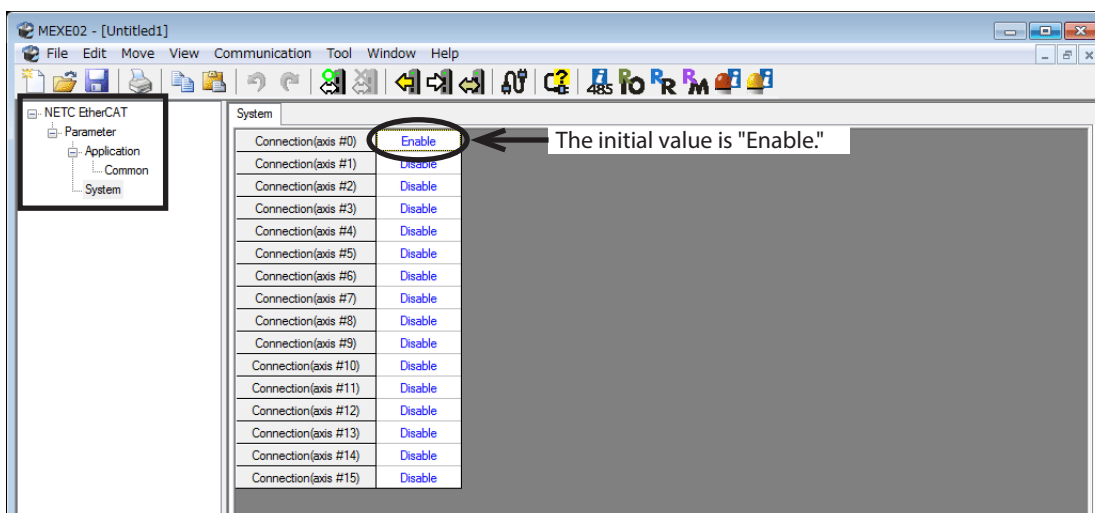 MEXE02 - [Untitled1]
File Edit Move View Communication Tool Window Help
485 IO RR RM
NETC EtherCAT
Parameter
Application
Common
System
System
Connection(axis #0) Enable
The initial value is "Enable."
Connection(axis #1) Disable
Connection(axis #2) Disable
Connection(axis #3) Disable
Connection(axis #4) Disable
Connection(axis #5) Disable
Connection(axis #6) Disable
Connection(axis #7) Disable
Connection(axis #8) Disable
Connection(axis #9) Disable
Connection(axis #10) Disable
Connection(axis #11) Disable
Connection(axis #12) Disable
Connection(axis #13) Disable
Connection(axis #14) Disable
Connection(axis #15) Disable